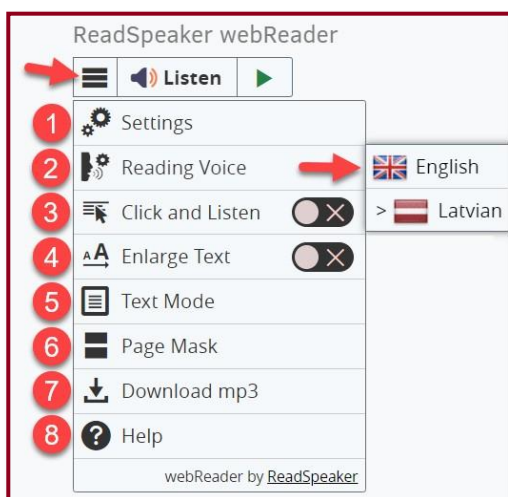 ReadSpeaker webReader
Listen
1 Settings
2 Reading Voice
English
3 Click and Listen
> Latvian
4 AA Enlarge Text
5 Text Mode
6 Page Mask
7 Download mp3
8 ? Help
webReader by ReadSpeaker